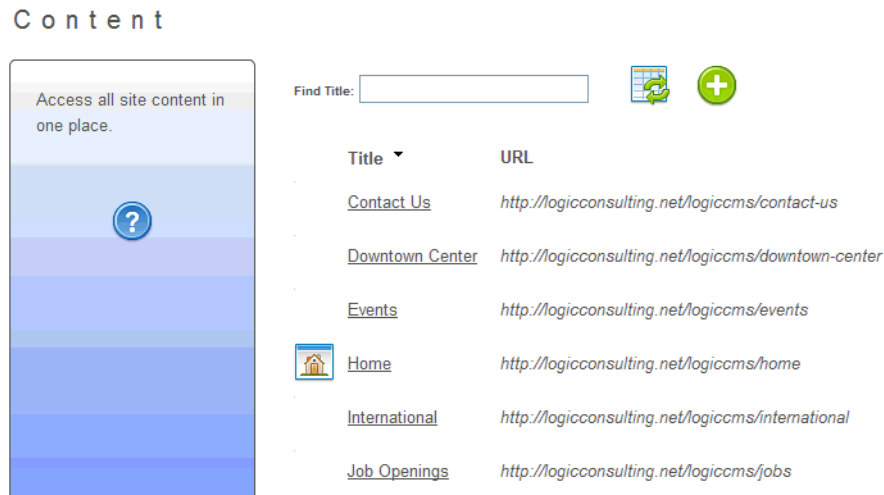 Content
Access all site content in
one place.
Find Title:
Title URL
Contact Us http://logicconsulting.net/logiccms/contact-us
Downtown Center http://logicconsulting.net/logiccms/downtown-center
Events http://logicconsulting.net/logiccms/events
Home http://logicconsulting.net/logiccms/home
International http://logicconsulting.net/logiccms/international
Job Openings http://logicconsulting.net/logiccms/jobs